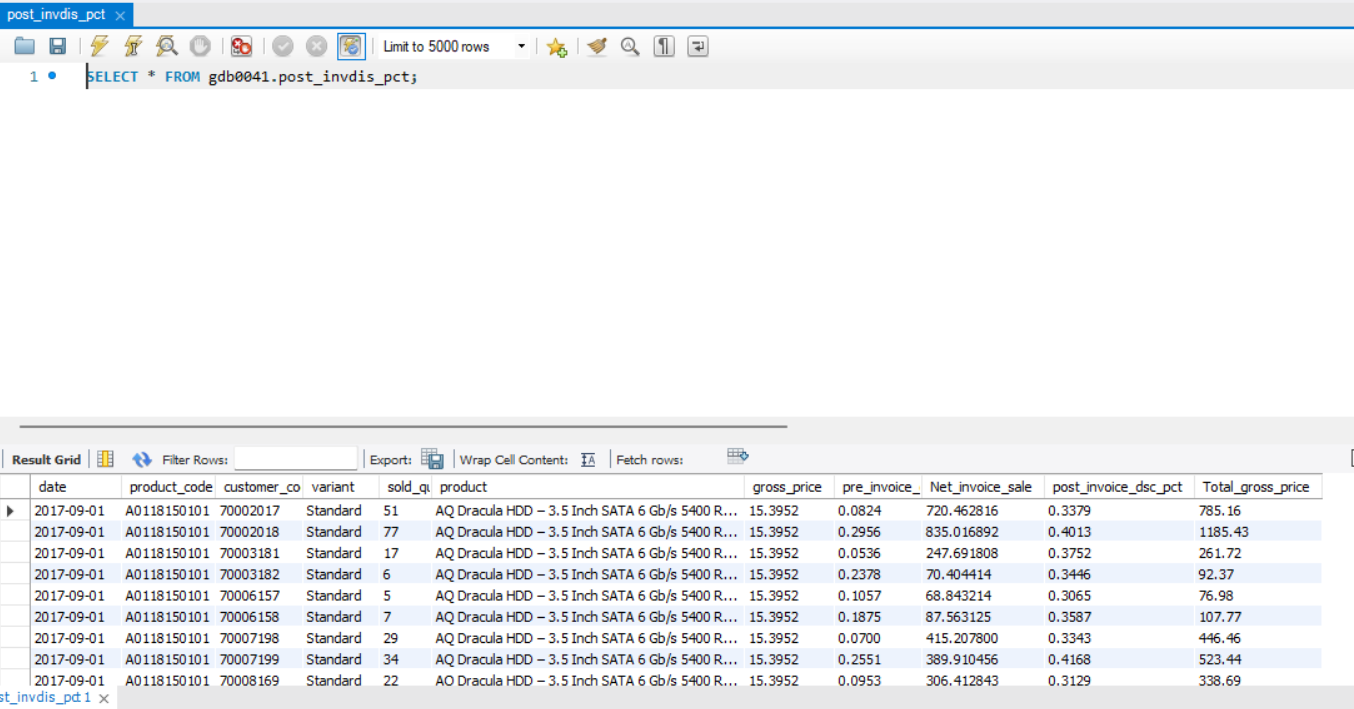 post_invdis_pct ×
Limit to 5000 rows
1 SELECT * FROM gdb0041.post_invdis_pct;
Result Grid Filter Rows: Export: Wrap Cell Content: IA Fetch rows:
date product_code customer_co variant sold_qu product gross_price pre_invoice_ Net_invoice_sale post_invoice_dsc_pct Total_gross_price
2017-09-01 A0118150101 70002017 Standard 51 AQ Dracula HDD – 3.5 Inch SATA 6 Gb/s 5400 R... 15.3952 0.0824 720.462816 0.3379 785.16
2017-09-01 A0118150101 70002018 Standard 77 AQ Dracula HDD – 3.5 Inch SATA 6 Gb/s 5400 R... 15.3952 0.2956 835.016892 0.4013 1185.43
2017-09-01 A0118150101 70003181 Standard 17 AQ Dracula HDD – 3.5 Inch SATA 6 Gb/s 5400 R... 15.3952 0.0536 247.691808 0.3752 261.72
2017-09-01 A0118150101 70003182 Standard 6 AQ Dracula HDD – 3.5 Inch SATA 6 Gb/s 5400 R... 15.3952 0.2378 70.404414 0.3446 92.37
2017-09-01 A0118150101 70006157 Standard 5 AQ Dracula HDD – 3.5 Inch SATA 6 Gb/s 5400 R... 15.3952 0.1057 68.843214 0.3065 76.98
2017-09-01 A0118150101 70006158 Standard 7 AQ Dracula HDD – 3.5 Inch SATA 6 Gb/s 5400 R... 15.3952 0.1875 87.563125 0.3587 107.77
2017-09-01 A0118150101 70007198 Standard 29 AQ Dracula HDD – 3.5 Inch SATA 6 Gb/s 5400 R... 15.3952 0.0700 415.207800 0.3343 446.46
2017-09-01 A0118150101 70007199 Standard 34 AQ Dracula HDD – 3.5 Inch SATA 6 Gb/s 5400 R... 15.3952 0.2551 389.910456 0.4168 523.44
2017-09-01 A0118150101 70008169 Standard 22 AQ Dracula HDD – 3.5 Inch SATA 6 Gb/s 5400 R... 15.3952 0.0953 306.412843 0.3129 338.69
st_invdis_pct 1 ×